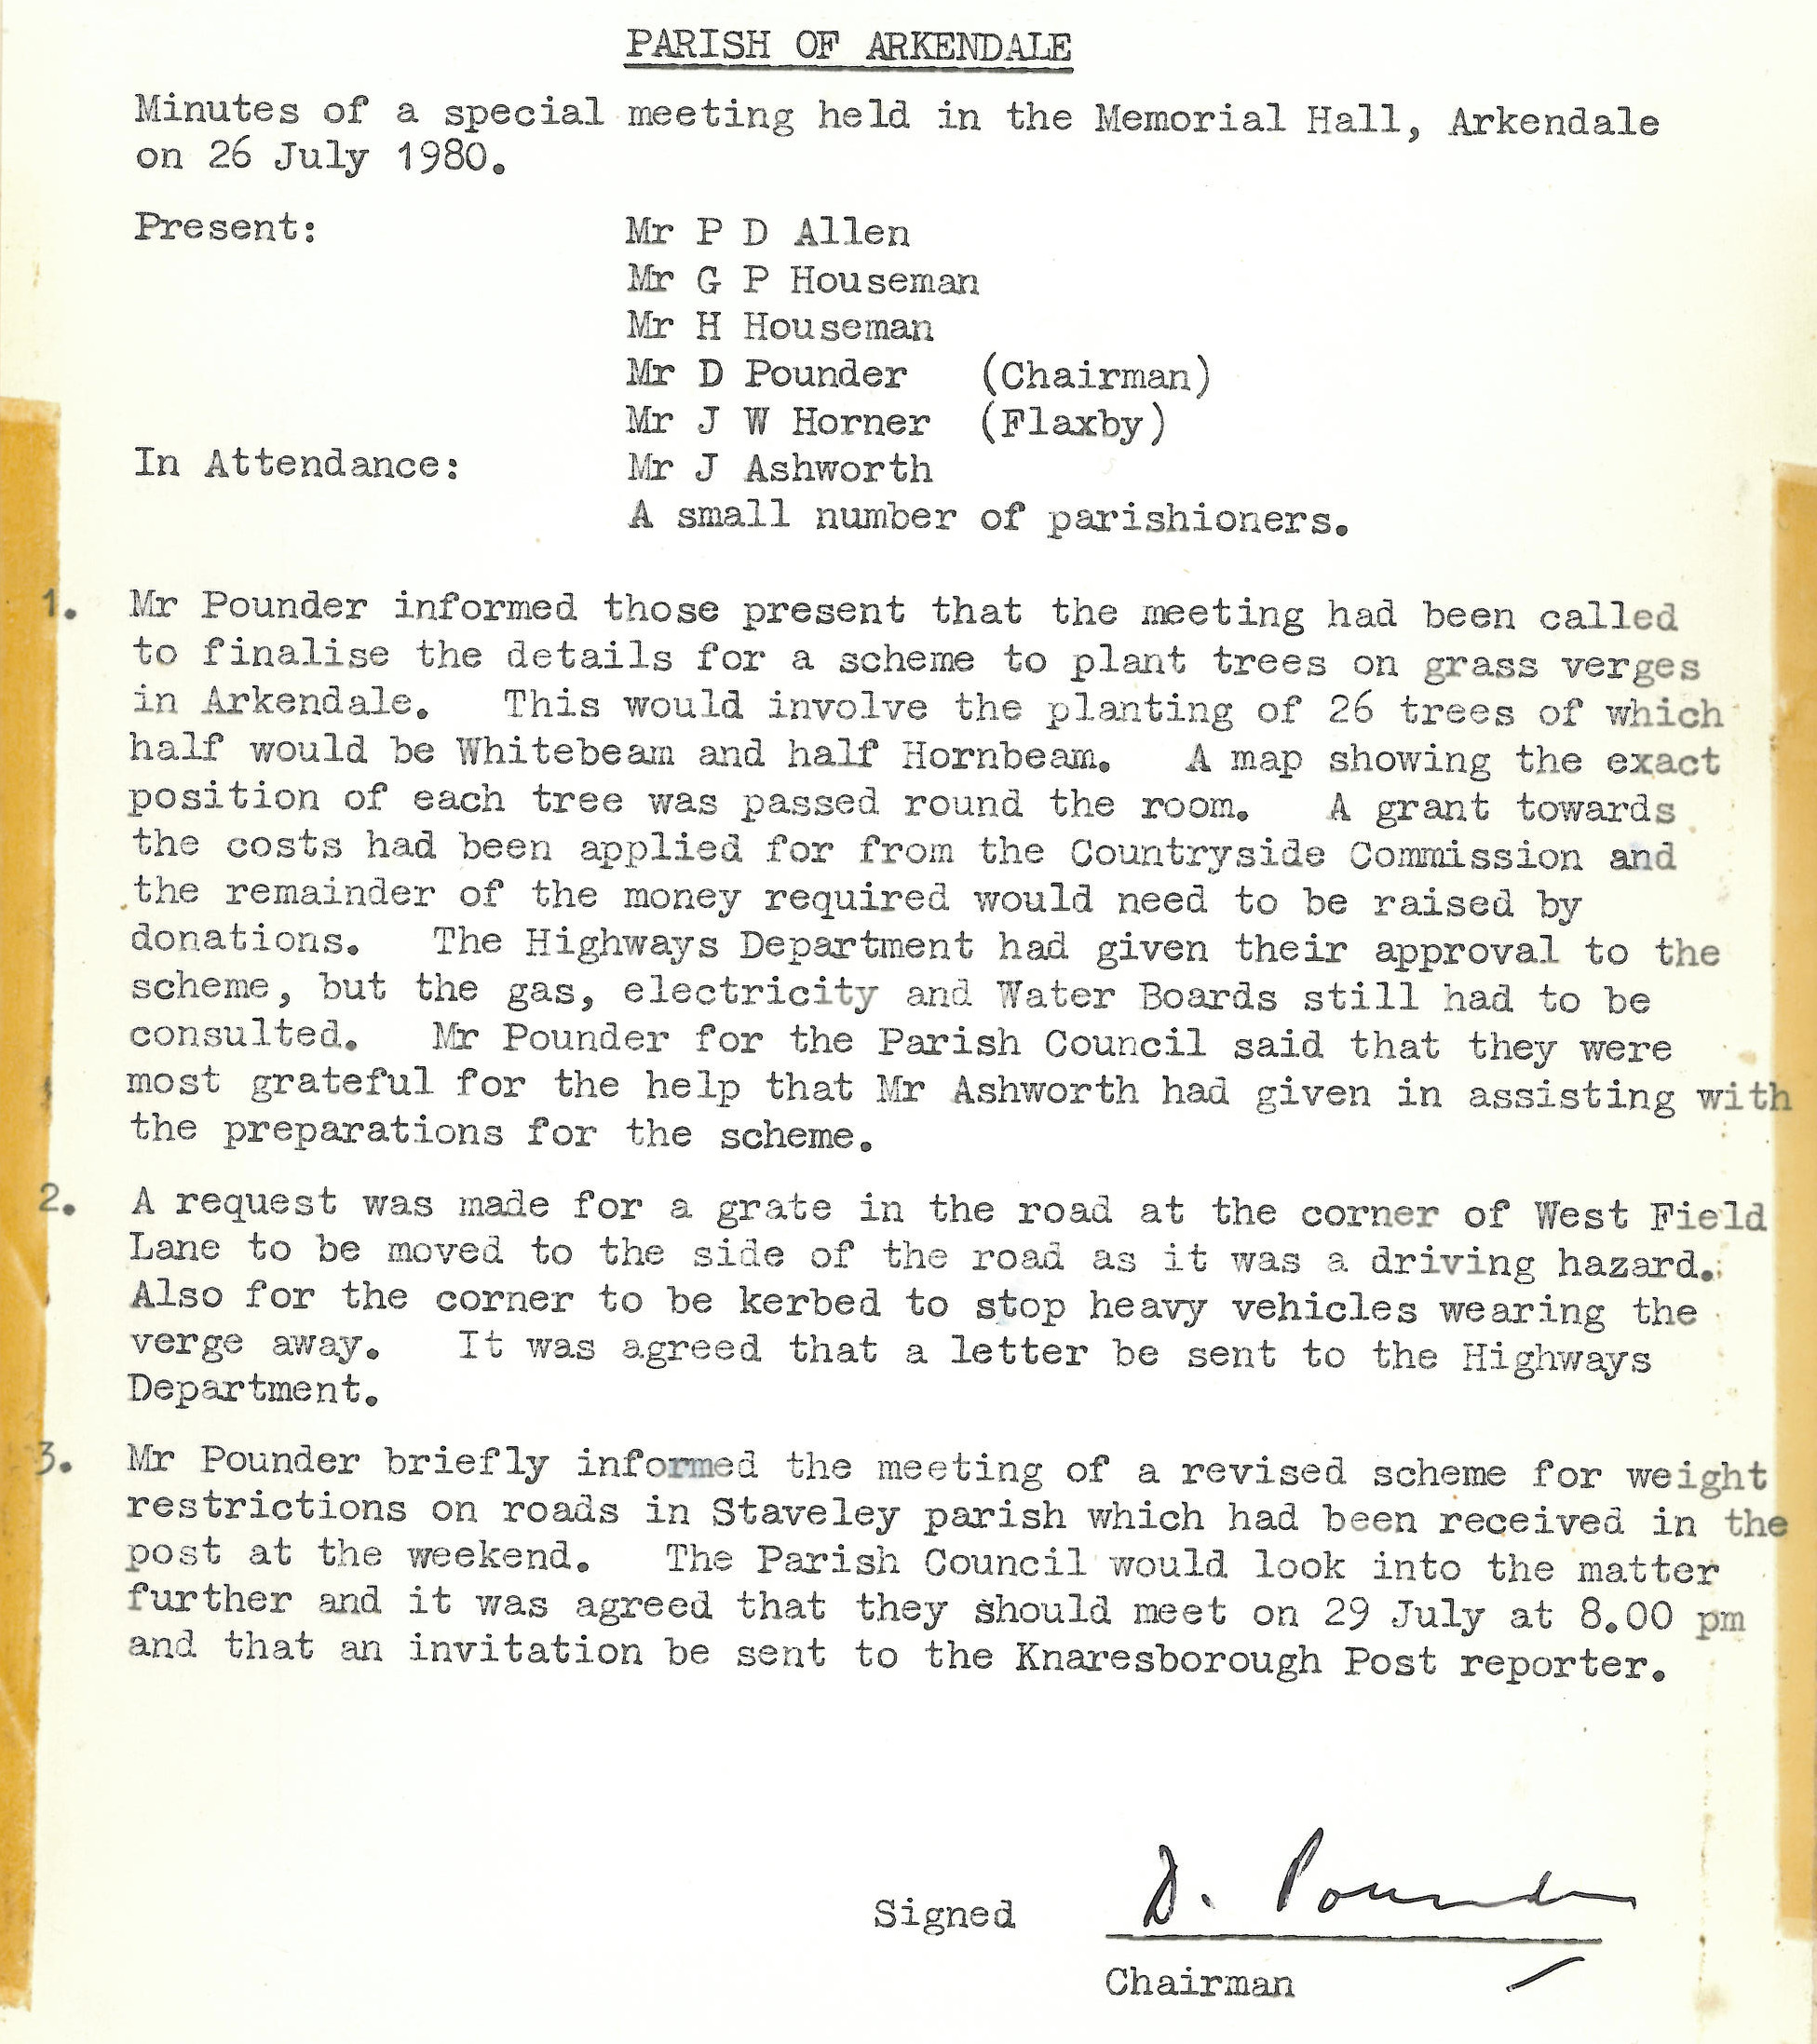 PARISH OF ARKENDALE
Minutes of a special meeting held in the Memorial Hall, Arkendale
on 26 July 1980.
Present: Mr P D Allen
Mr G P Houseman
Mr H Houseman
Mr D Pounder (Chairman)
Mr J W Horner (Flaxby)
In Attendance: Mr J Ashworth
A small number of parishioners.
1. Mr Pounder informed those present that the meeting had been called
to finalise the details for a scheme to plant trees on grass verges
in Arkendale. This would involve the planting of 26 trees of which
half would be Whitebeam and half Hornbeam. A map showing the exact
position of each tree was passed round the room. A grant towards
the costs had been applied for from the Countryside Commission and
the remainder of the money required would need to be raised by
donations. The Highways Department had given their approval to the
scheme, but the gas, electricity and Water Boards still had to be
consulted. Mr Pounder for the Parish Council said that they were
most grateful for the help that Mr Ashworth had given in assisting with
the preparations for the scheme.
2. A request was made for a grate in the road at the corner of West Field
Lane to be moved to the side of the road as it was a driving hazard.
Also for the corner to be kerbed to stop heavy vehicles wearing the
verge away. It was agreed that a letter be sent to the Highways
Department.
3. Mr Pounder briefly informed the meeting of a revised scheme for weight
restrictions on roads in Staveley parish which had been received in the
post at the weekend. The Parish Council would look into the matter
further and it was agreed that they should meet on 29 July at 8.00 pm
and that an invitation be sent to the Knaresborough Post reporter.
Signed D. Pounder
Chairman